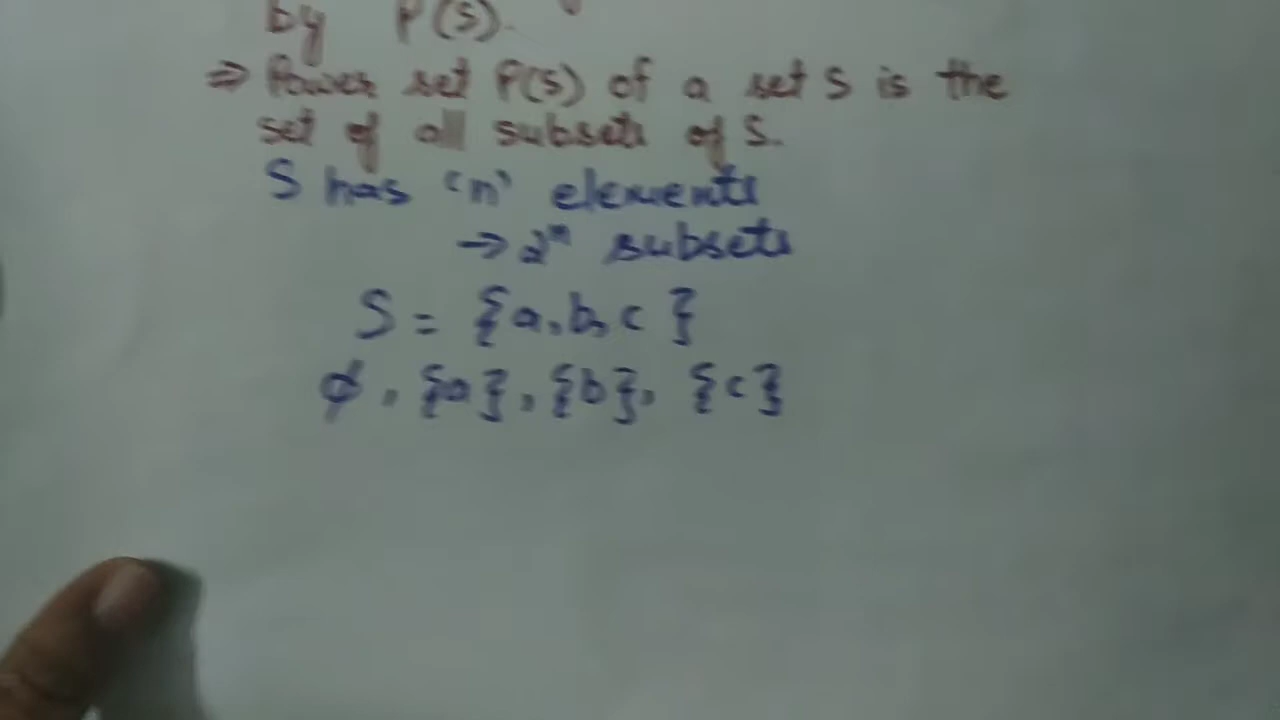 by P(S).
⇒ Power set P(S) of a set S is the
set of all subsets of S.
S has 'n' elements
→ 2ⁿ subsets
S = {a, b, c}
ϕ, {a}, {b}, {c}